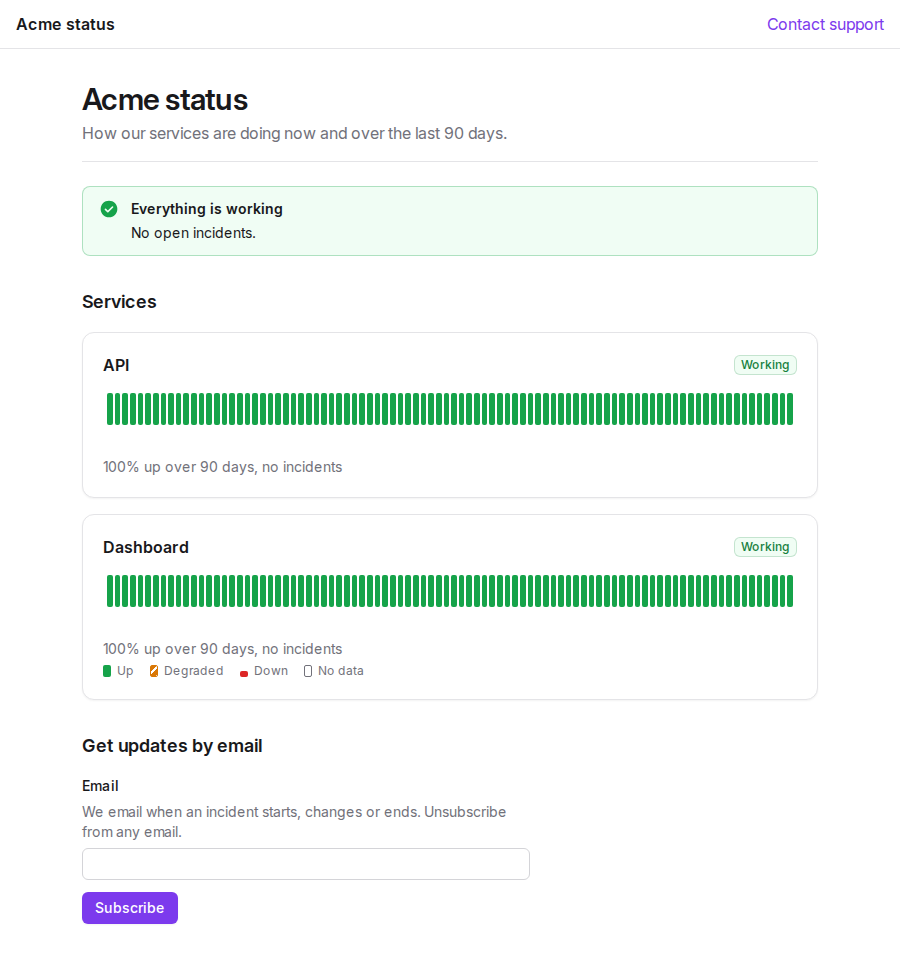 Acme status
Contact support
Acme status
How our services are doing now and over the last 90 days.
Everything is working
No open incidents.
Services
API
Working
100% up over 90 days, no incidents
Dashboard
Working
100% up over 90 days, no incidents
Up Degraded Down No data
Get updates by email
Email
We email when an incident starts, changes or ends. Unsubscribe
from any email.
Subscribe